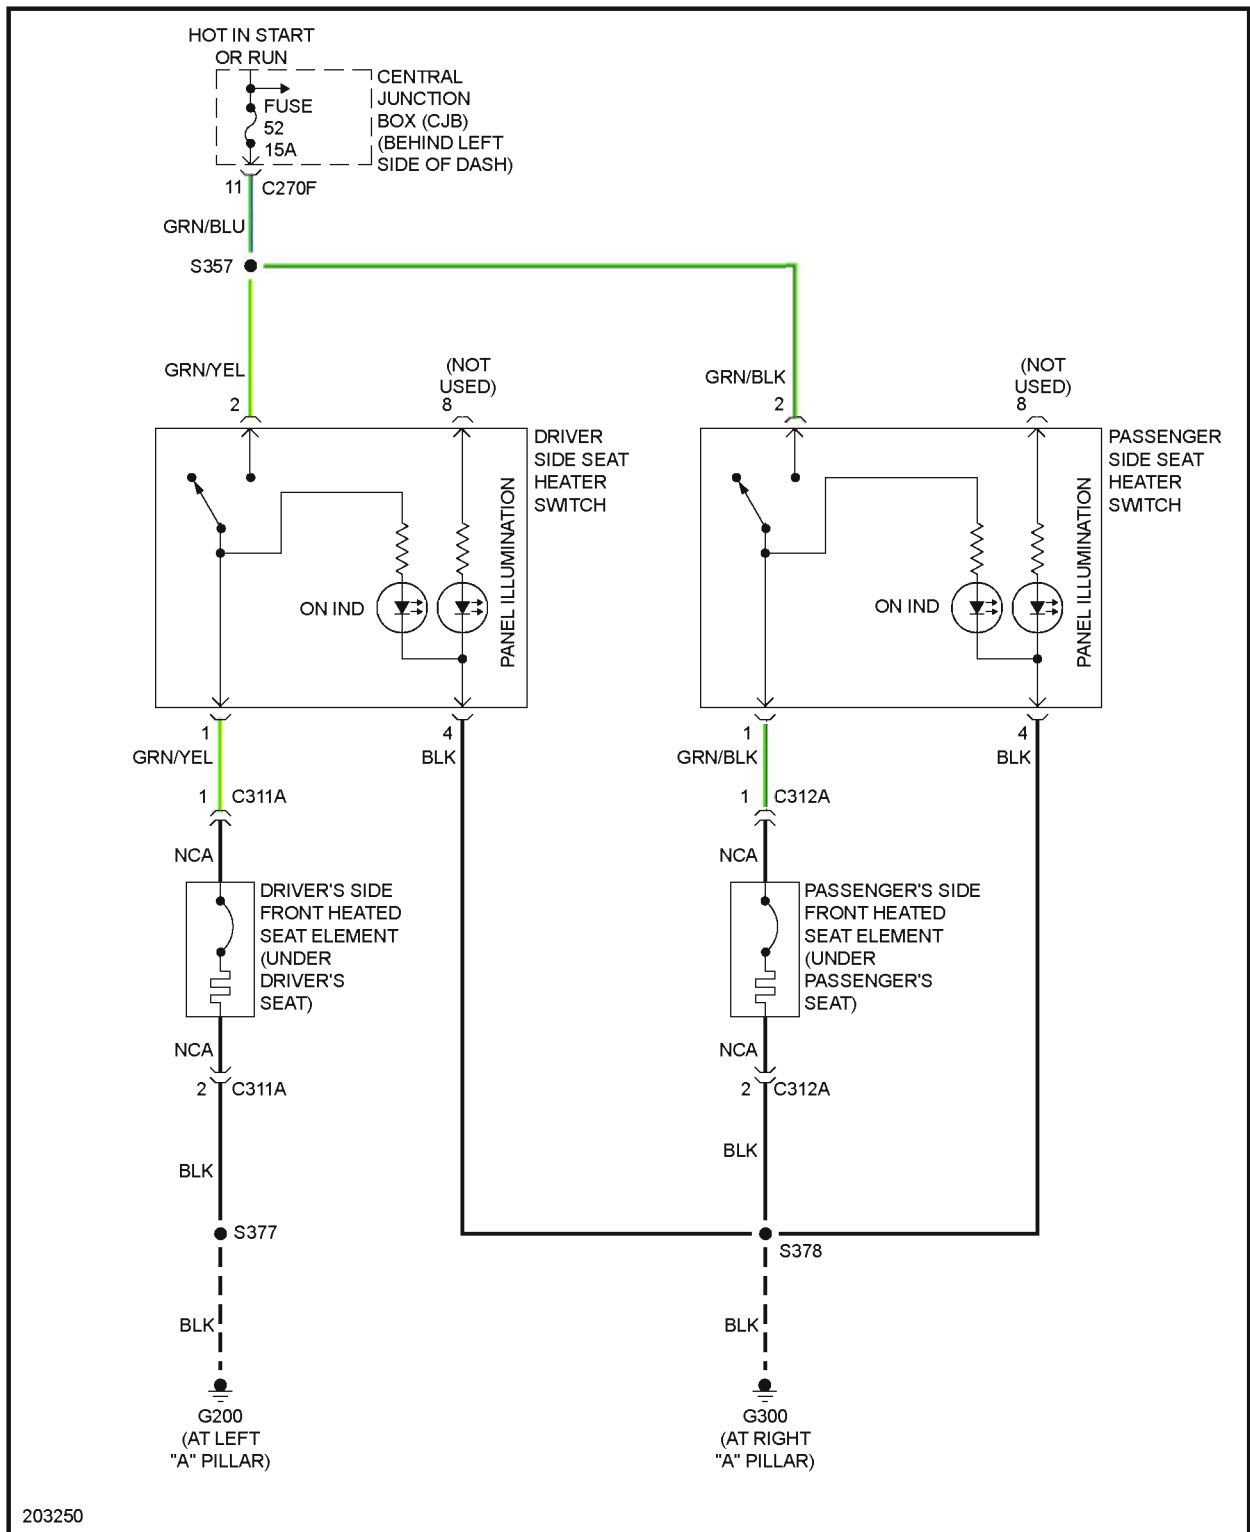 HOT IN START
OR RUN
CENTRAL
JUNCTION
BOX (CJB)
(BEHIND LEFT
SIDE OF DASH)
FUSE
52
15A
11 C270F
GRN/BLU
S357
GRN/YEL
2
(NOT
USED)
8
GRN/BLK
2
(NOT
USED)
8
DRIVER
SIDE SEAT
HEATER
SWITCH
PANEL ILLUMINATION
ON IND
PASSENGER
SIDE SEAT
HEATER
SWITCH
PANEL ILLUMINATION
ON IND
1
GRN/YEL
4
BLK
1
GRN/BLK
4
BLK
1 C311A
1 C312A
NCA
NCA
DRIVER'S SIDE
FRONT HEATED
SEAT ELEMENT
(UNDER
DRIVER'S
SEAT)
PASSENGER'S SIDE
FRONT HEATED
SEAT ELEMENT
(UNDER
PASSENGER'S
SEAT)
NCA
NCA
2 C311A
2 C312A
BLK
BLK
S377
S378
BLK
BLK
G200
(AT LEFT
"A" PILLAR)
G300
(AT RIGHT
"A" PILLAR)
203250